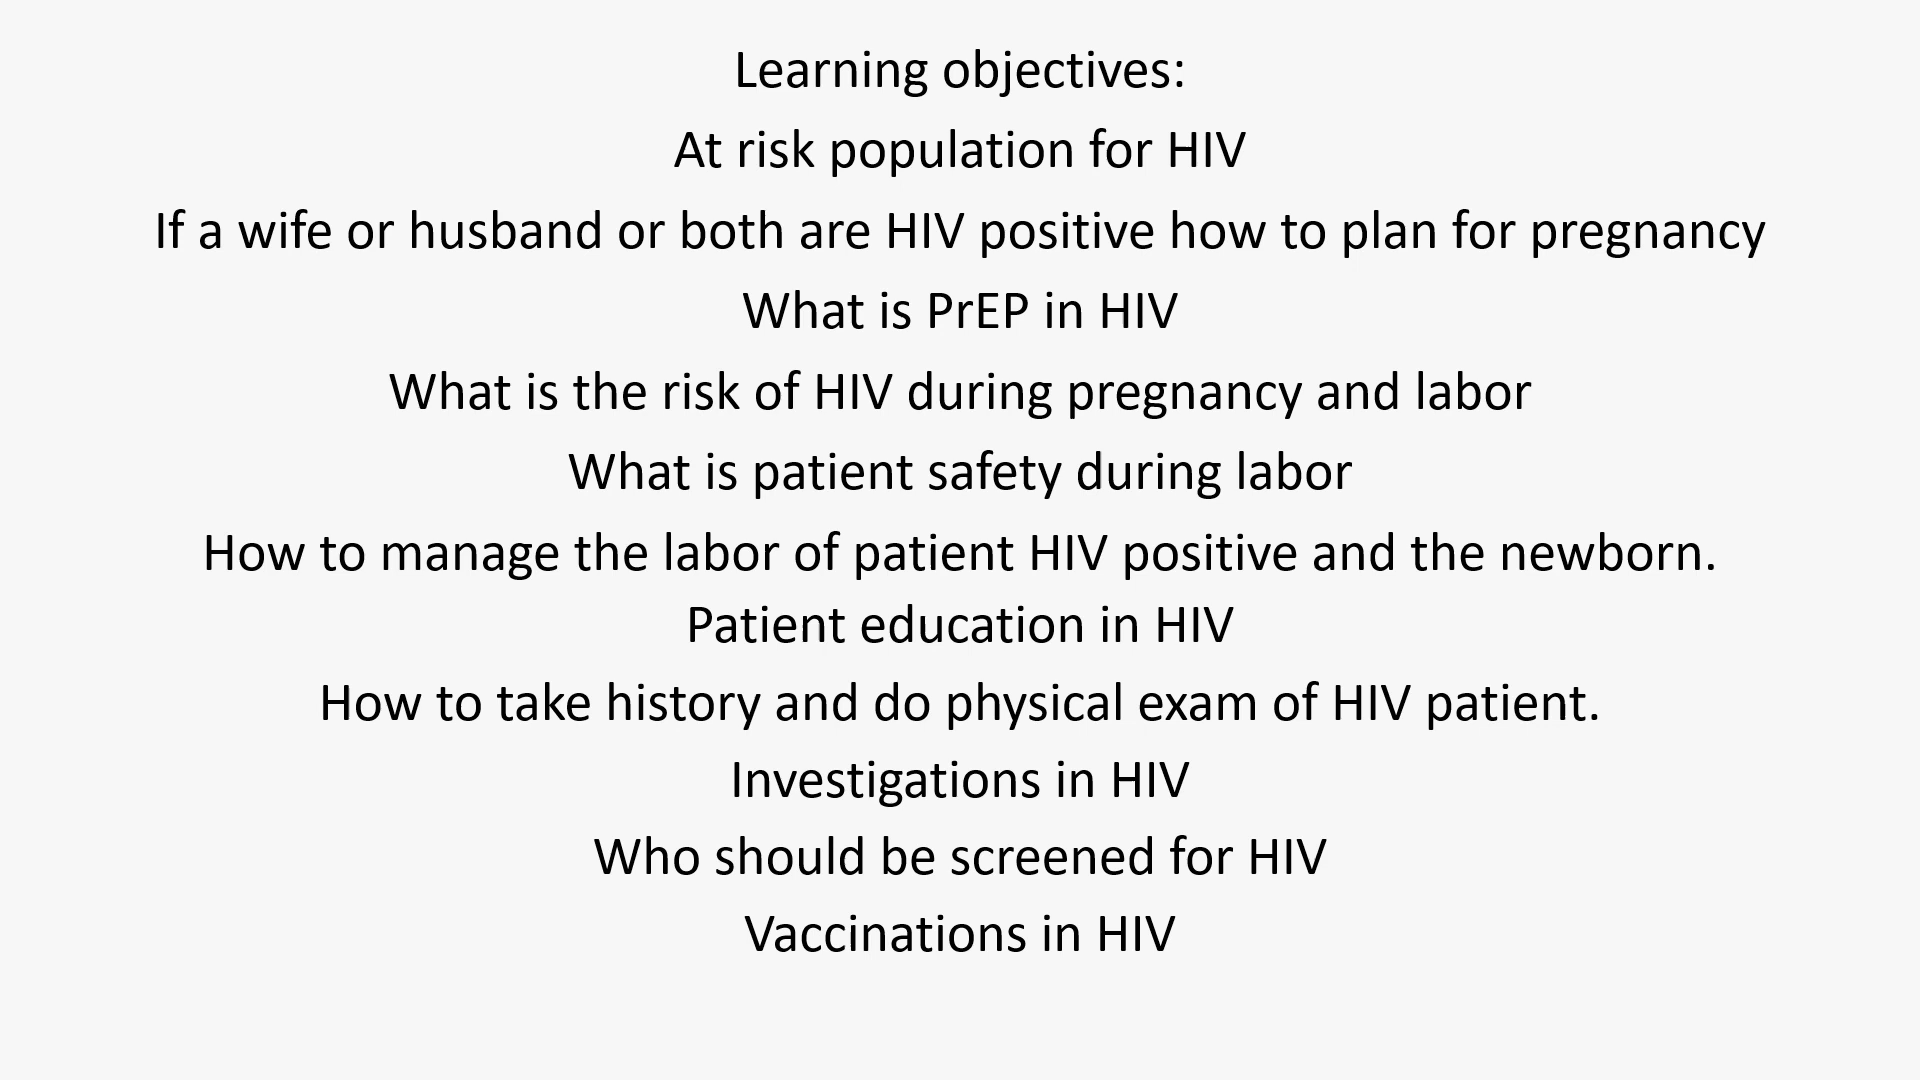 Learning objectives:
At risk population for HIV
If a wife or husband or both are HIV positive how to plan for pregnancy
What is PrEP in HIV
What is the risk of HIV during pregnancy and labor
What is patient safety during labor
How to manage the labor of patient HIV positive and the newborn.
Patient education in HIV
How to take history and do physical exam of HIV patient.
Investigations in HIV
Who should be screened for HIV
Vaccinations in HIV